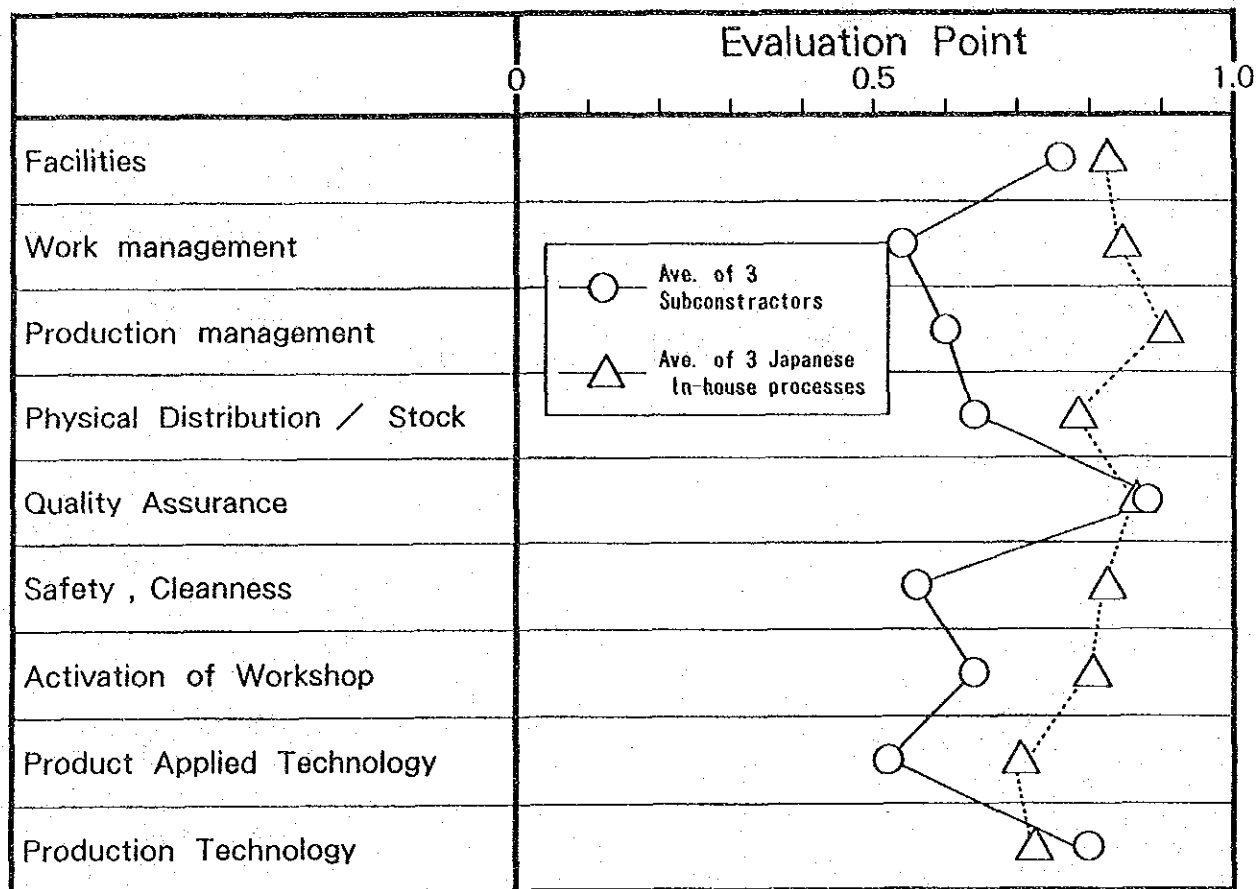 Evaluation Point
0 0.5 1.0
Facilities
Work management
Ave. of 3
Subconstractors
Production management
Ave. of 3 Japanese
In-house processes
Physical Distribution / Stock
Quality Assurance
Safety , Cleanness
Activation of Workshop
Product Applied Technology
Production Technology